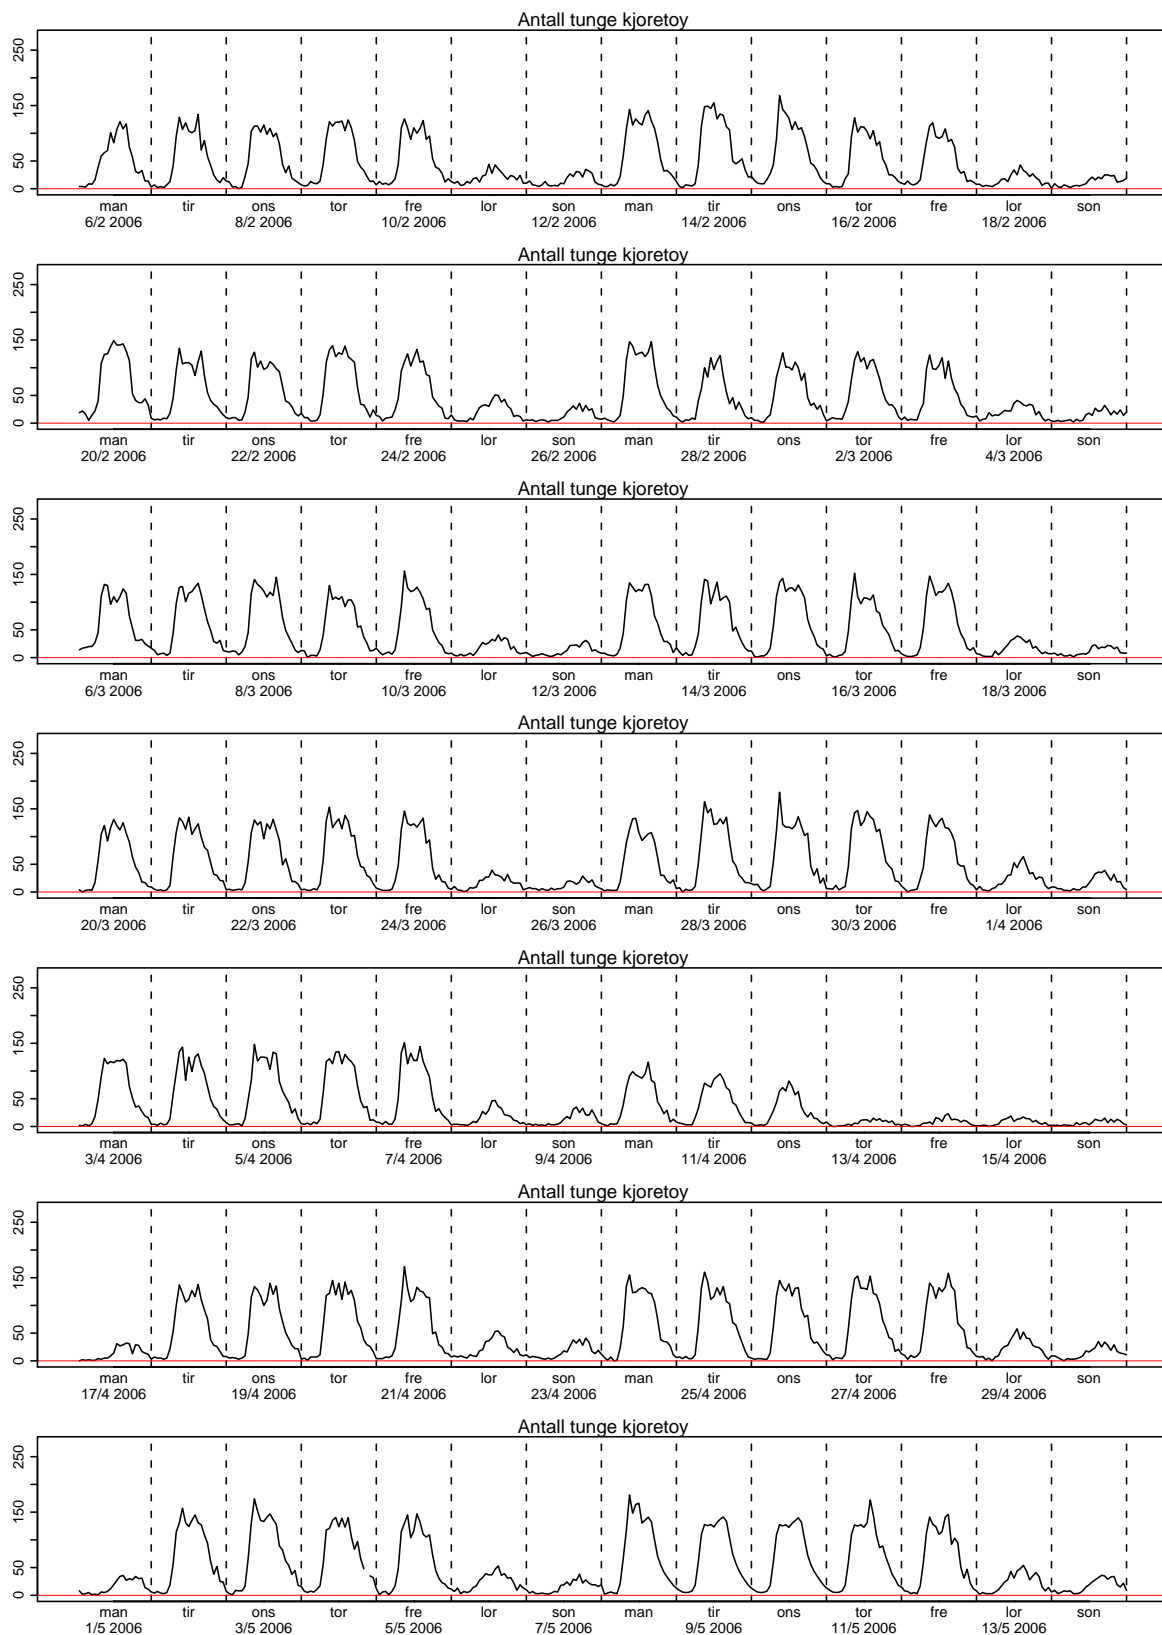 Antall tunge kjoretoy
250
150
50
0
man tir ons tor fre lor son man tir ons tor fre lor son
6/2 2006 8/2 2006 10/2 2006 12/2 2006 14/2 2006 16/2 2006 18/2 2006
Antall tunge kjoretoy
250
150
50
0
man tir ons tor fre lor son man tir ons tor fre lor son
20/2 2006 22/2 2006 24/2 2006 26/2 2006 28/2 2006 2/3 2006 4/3 2006
Antall tunge kjoretoy
250
150
50
0
man tir ons tor fre lor son man tir ons tor fre lor son
6/3 2006 8/3 2006 10/3 2006 12/3 2006 14/3 2006 16/3 2006 18/3 2006
Antall tunge kjoretoy
250
150
50
0
man tir ons tor fre lor son man tir ons tor fre lor son
20/3 2006 22/3 2006 24/3 2006 26/3 2006 28/3 2006 30/3 2006 1/4 2006
Antall tunge kjoretoy
250
150
50
0
man tir ons tor fre lor son man tir ons tor fre lor son
3/4 2006 5/4 2006 7/4 2006 9/4 2006 11/4 2006 13/4 2006 15/4 2006
Antall tunge kjoretoy
250
150
50
0
man tir ons tor fre lor son man tir ons tor fre lor son
17/4 2006 19/4 2006 21/4 2006 23/4 2006 25/4 2006 27/4 2006 29/4 2006
Antall tunge kjoretoy
250
150
50
0
man tir ons tor fre lor son man tir ons tor fre lor son
1/5 2006 3/5 2006 5/5 2006 7/5 2006 9/5 2006 11/5 2006 13/5 2006